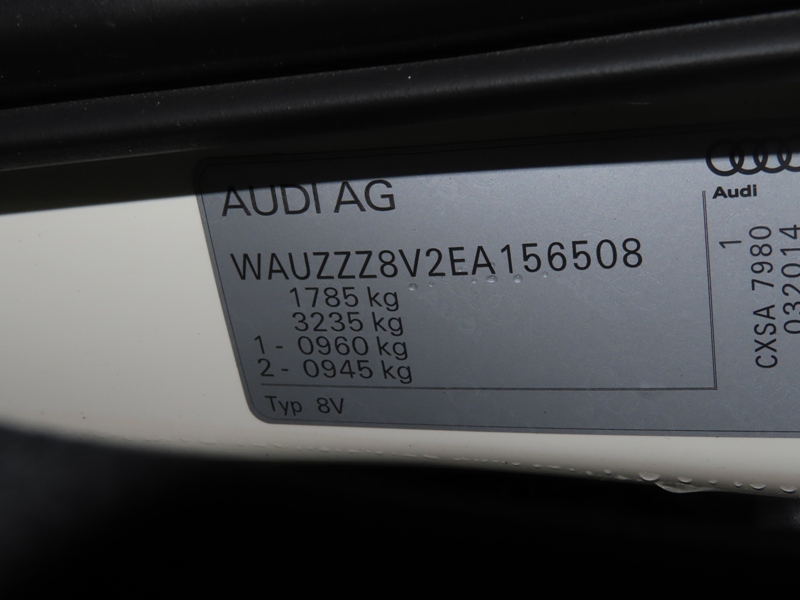 AUDI AG
WAUZZZ8V2EA156508
1785 kg
3235 kg
1- 0960 kg
2- 0945 kg
Typ 8V
Audi
1
CXSA 7980
032014